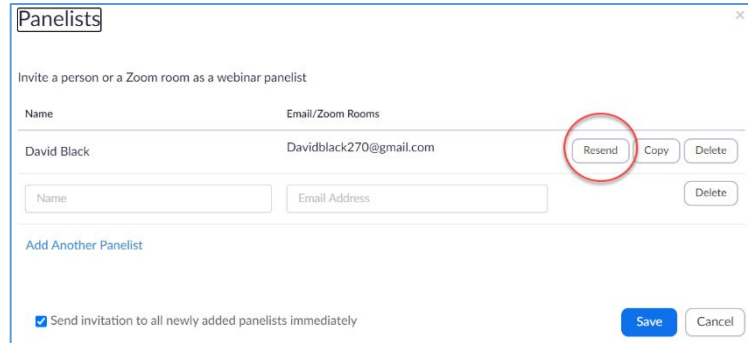 Panelists
×
Invite a person or a Zoom room as a webinar panelist
Name Email/Zoom Rooms
David Black Davidblack270@gmail.com Resend Copy Delete
Name Email Address Delete
Add Another Panelist
Send invitation to all newly added panelists immediately Save Cancel